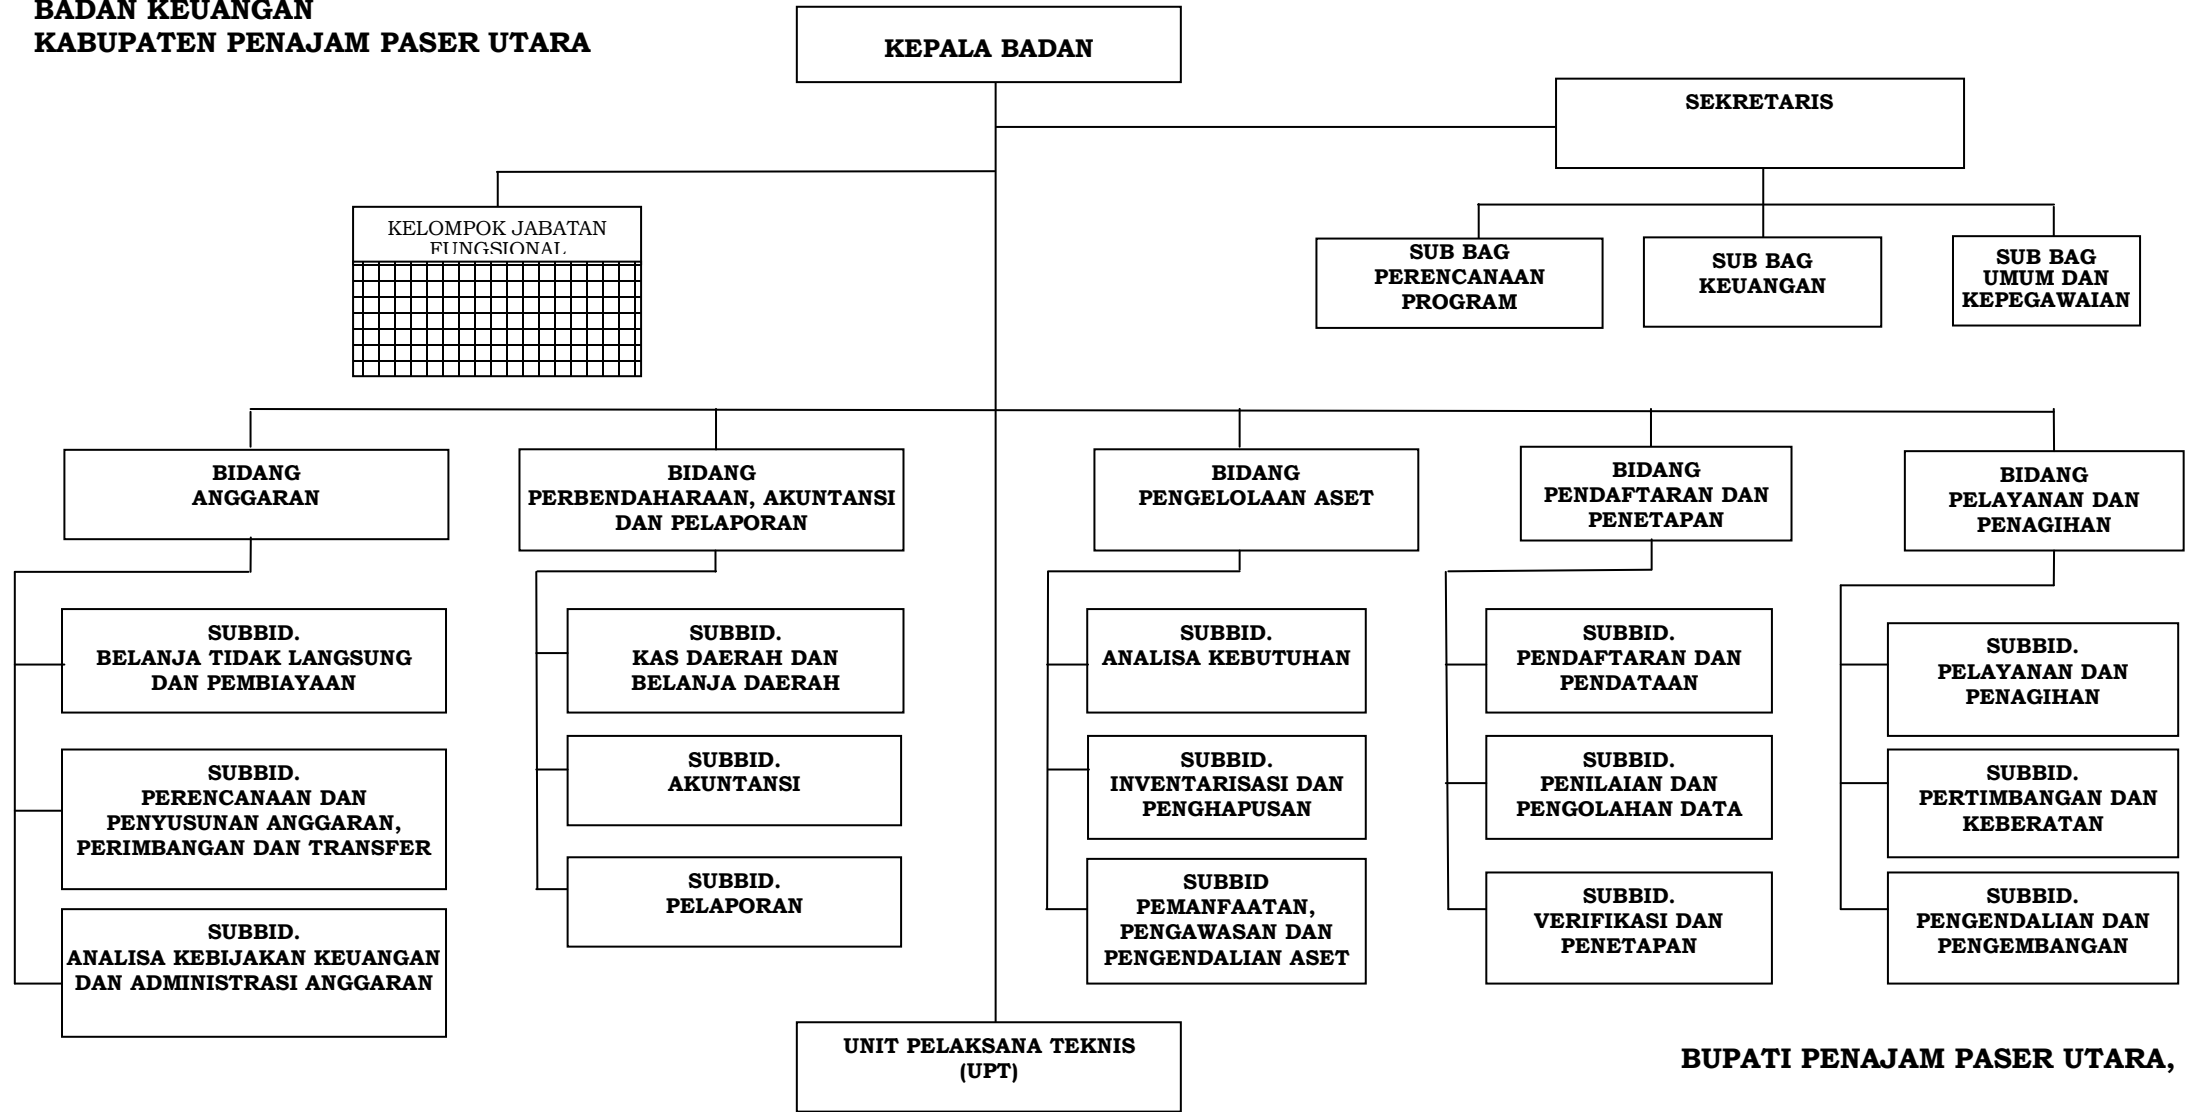 BADAN KEUANGAN
KABUPATEN PENAJAM PASER UTARA
KEPALA BADAN
SEKRETARIS
KELOMPOK JABATAN
FUNGSIONAL
SUB BAG
PERENCANAAN
PROGRAM
SUB BAG
KEUANGAN
SUB BAG
UMUM DAN
KEPEGAWAIAN
BIDANG
ANGGARAN
BIDANG
PERBENDAHARAAN, AKUNTANSI
DAN PELAPORAN
BIDANG
PENGELOLAAN ASET
BIDANG
PENDAFTARAN DAN
PENETAPAN
BIDANG
PELAYANAN DAN
PENAGIHAN
SUBBID.
BELANJA TIDAK LANGSUNG
DAN PEMBIAYAAN
SUBBID.
PERENCANAAN DAN
PENYUSUNAN ANGGARAN,
PERIMBANGAN DAN TRANSFER
SUBBID.
ANALISA KEBIJAKAN KEUANGAN
DAN ADMINISTRASI ANGGARAN
SUBBID.
KAS DAERAH DAN
BELANJA DAERAH
SUBBID.
AKUNTANSI
SUBBID.
PELAPORAN
SUBBID.
ANALISA KEBUTUHAN
SUBBID.
INVENTARISASI DAN
PENGHAPUSAN
SUBBID
PEMANFAATAN,
PENGAWASAN DAN
PENGENDALIAN ASET
SUBBID.
PENDAFTARAN DAN
PENDATAAN
SUBBID.
PENILAIAN DAN
PENGOLAHAN DATA
SUBBID.
VERIFIKASI DAN
PENETAPAN
SUBBID.
PELAYANAN DAN
PENAGIHAN
SUBBID.
PERTIMBANGAN DAN
KEBERATAN
SUBBID.
PENGENDALIAN DAN
PENGEMBANGAN
UNIT PELAKSANA TEKNIS
(UPT)
BUPATI PENAJAM PASER UTARA,